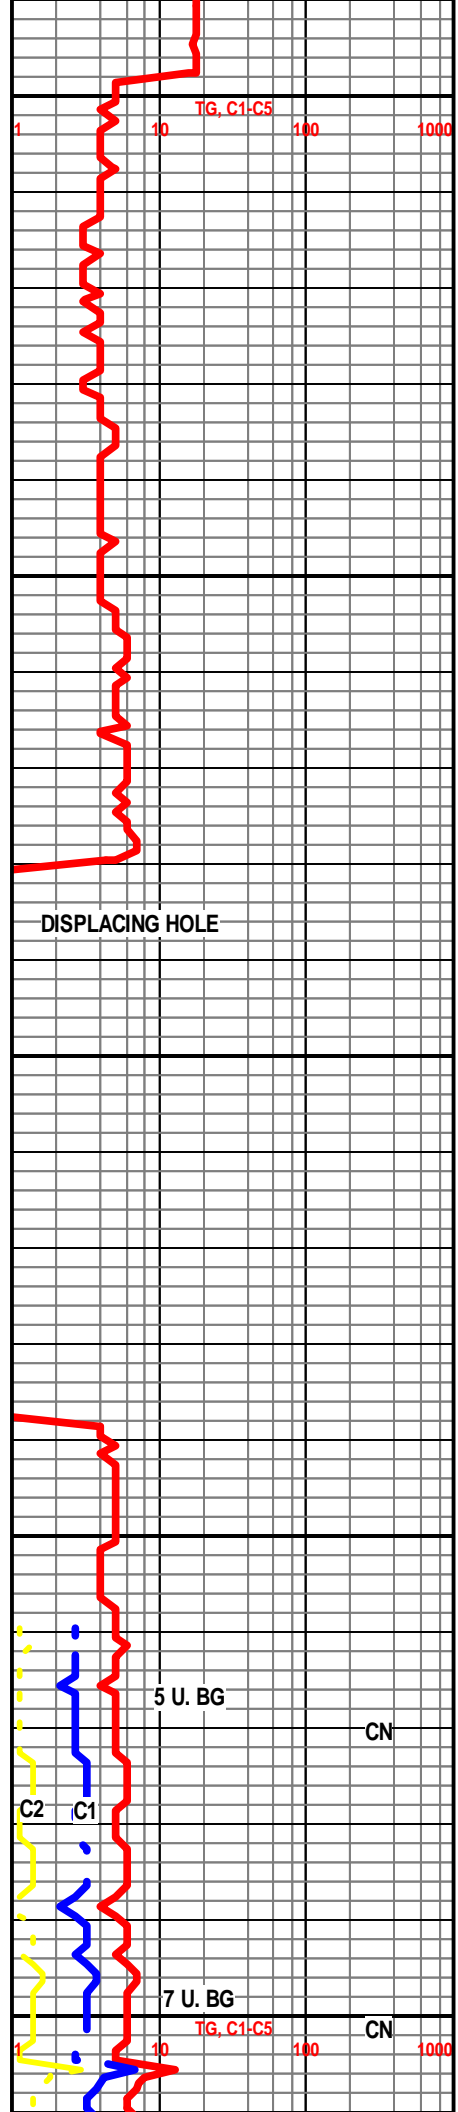 TG, C1-C5
1 10 100 1000
DISPLACING HOLE
5 U. BG
CN
C2 C1
7 U. BG
TG, C1-C5 CN
1 10 100 1000